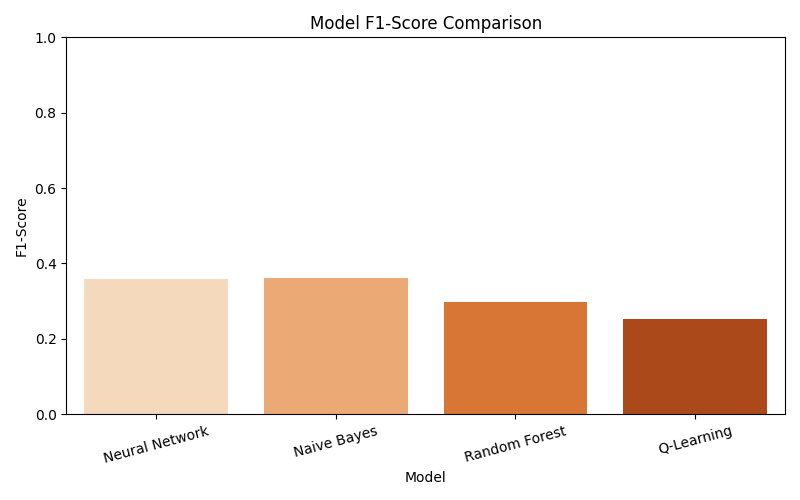 Model F1-Score Comparison
1.0
0.8
0.6
0.4
0.2
0.0
F1-Score
Neural Network
Naive Bayes
Random Forest
Q-Learning
Model